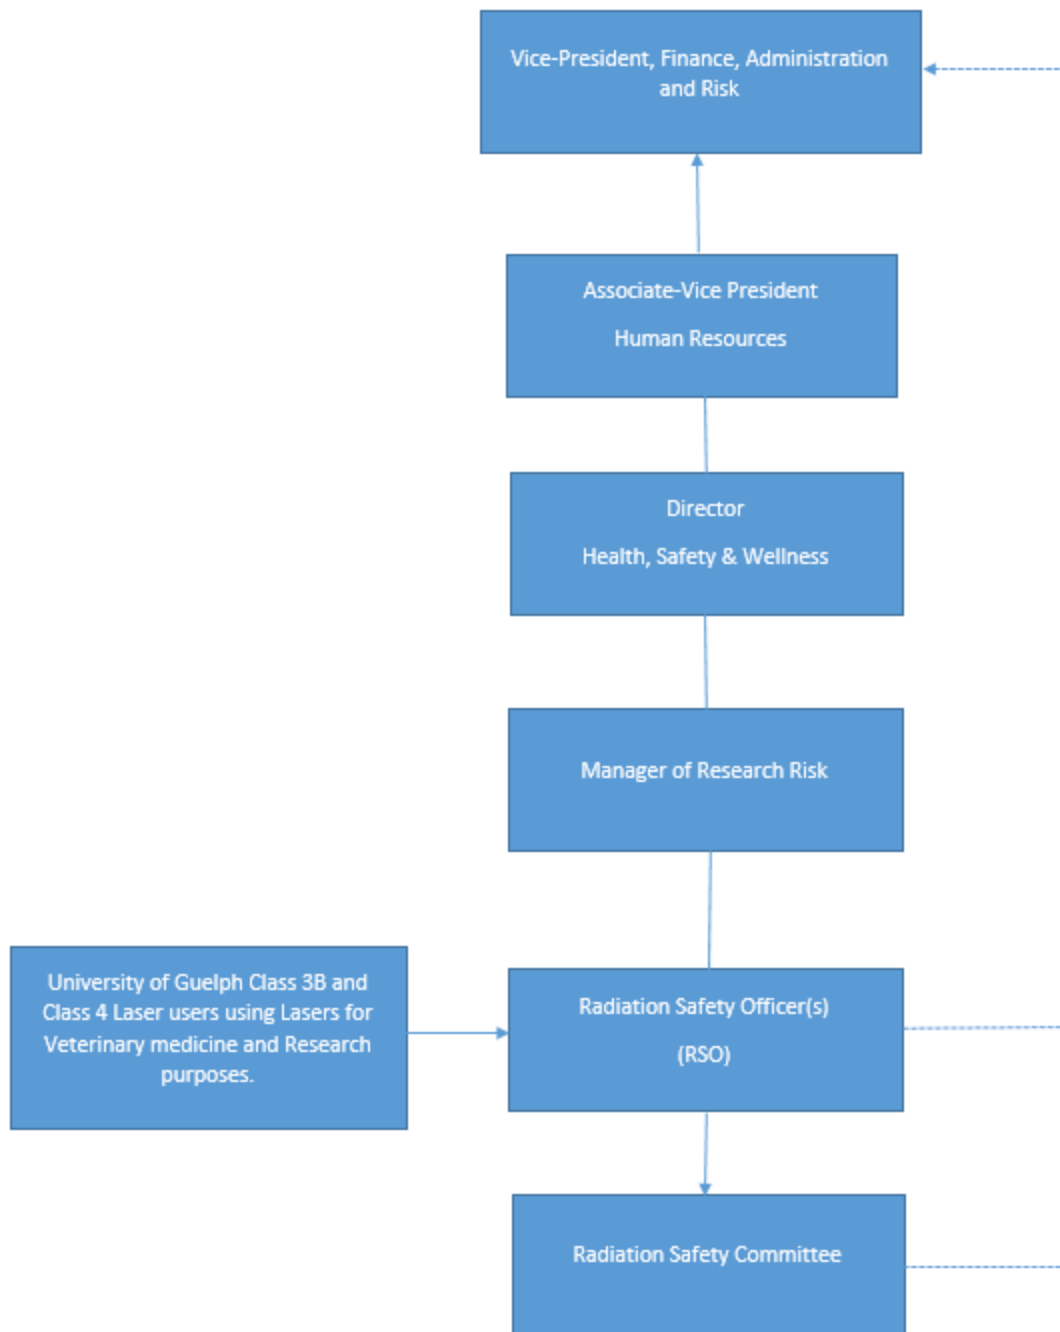 Vice-President, Finance, Administration
and Risk
Associate-Vice President
Human Resources
Director
Health, Safety & Wellness
Manager of Research Risk
University of Guelph Class 3B and
Class 4 Laser users using Lasers for
Veterinary medicine and Research
purposes.
Radiation Safety Officer(s)
(RSO)
Radiation Safety Committee